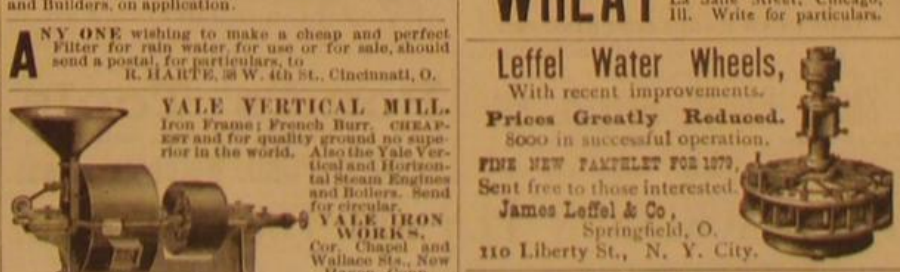 and Builders, on application.
ANY ONE wishing to make a cheap and perfect
Filter for rain water, for use or for sale, should
send a postal, for particulars, to
R. HARTE, 38 W. 4th St., Cincinnati, O.
YALE VERTICAL MILL.
Iron Frame; French Burr. CHEAP-
EST and for quality ground no supe-
rior in the world. Also the Yale Ver-
tical and Horizon-
tal Steam Engines
and Boilers. Send
for circular.
YALE IRON
WORKS,
Cor. Chapel and
Wallace Sts., New
WHEAT
La Salle Street, Chicago,
Ill. Write for particulars.
Leffel Water Wheels,
With recent improvements.
Prices Greatly Reduced.
8000 in successful operation.
FINE NEW PAMPHLET FOR 1879,
Sent free to those interested.
James Leffel & Co,
Springfield, O.
110 Liberty St., N. Y. City.